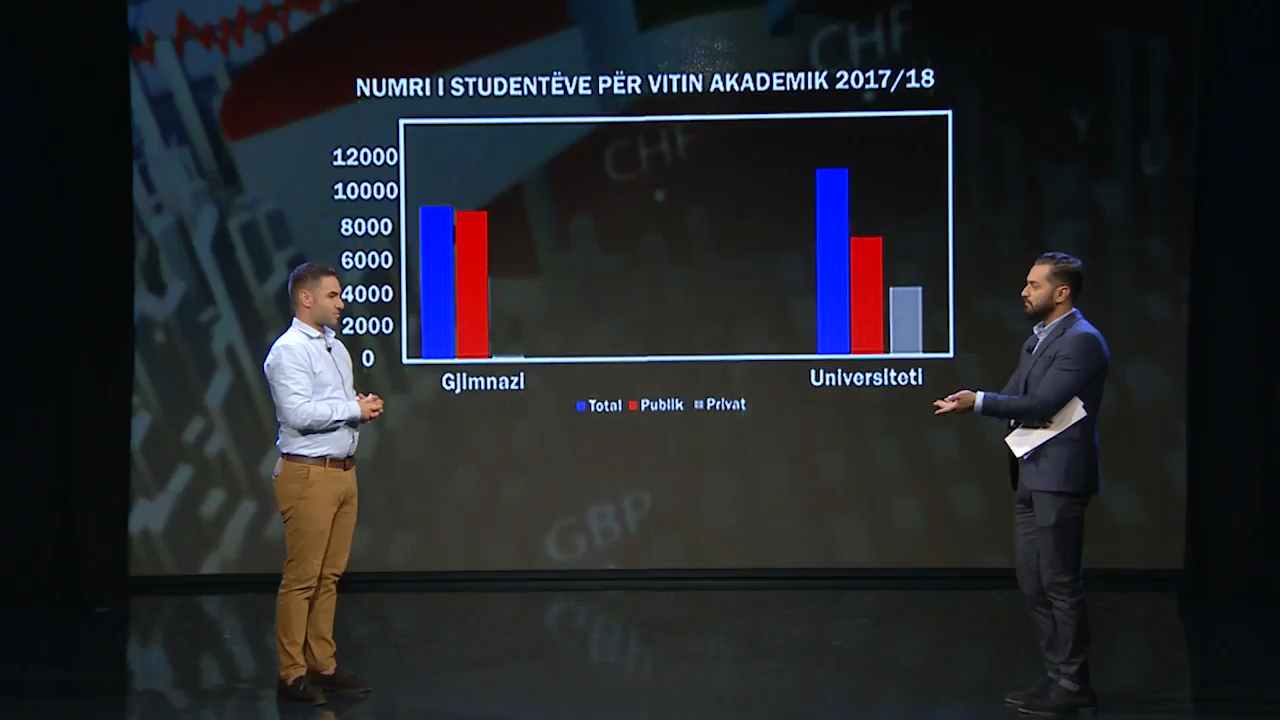 CHF
NUMRI I STUDENTËVE PËR VITIN AKADEMIK 2017/18
12000
10000
8000
6000
4000
2000
0
CHF
Gjimnazi
Universiteti
Total Publik Privat
GBP